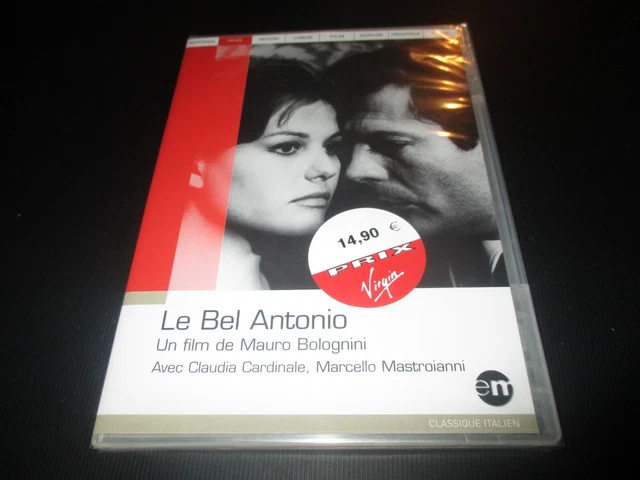 14,90 €
PRIX
Virgin
Le Bel Antonio
Un film de Mauro Bolognini
Avec Claudia Cardinale, Marcello Mastroianni
em
CLASSIQUE ITALIEN